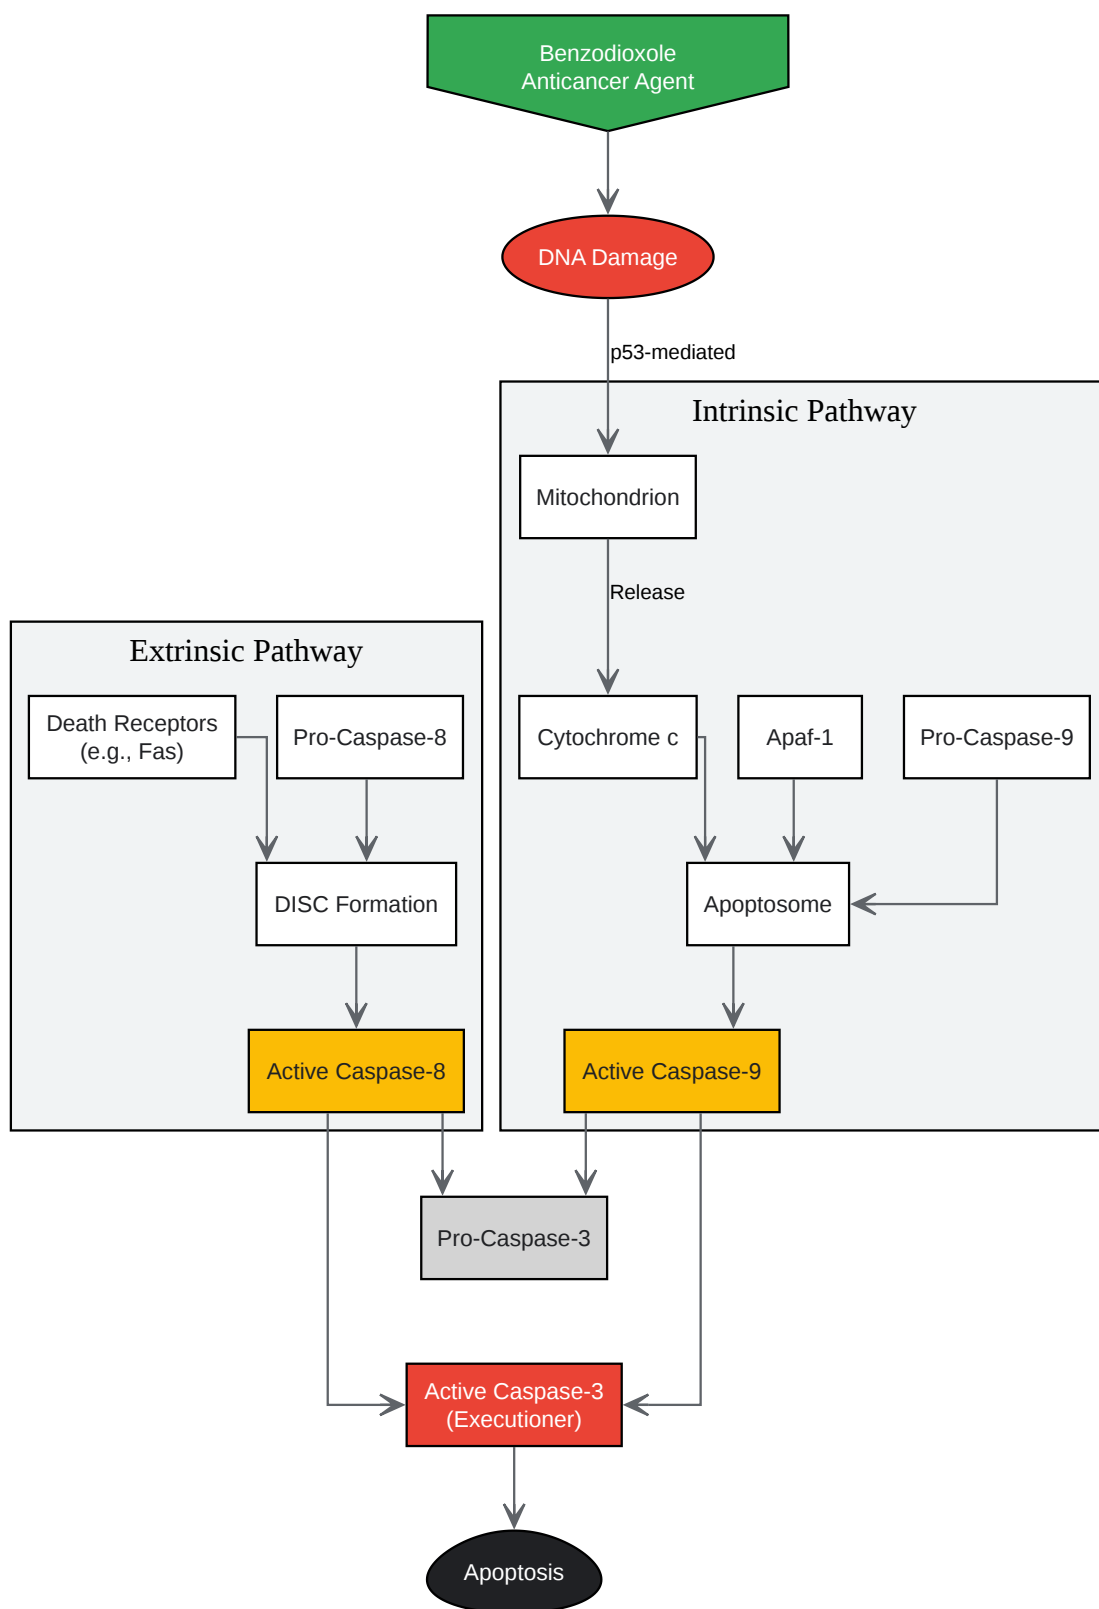 Benzodioxole
Anticancer Agent
DNA Damage
p53-mediated
Intrinsic Pathway
Mitochondrion
Release
Extrinsic Pathway
Death Receptors
(e.g., Fas)
Pro-Caspase-8
Cytochrome c
Apaf-1
Pro-Caspase-9
DISC Formation
Apoptosome
Active Caspase-8
Active Caspase-9
Pro-Caspase-3
Active Caspase-3
(Executioner)
Apoptosis